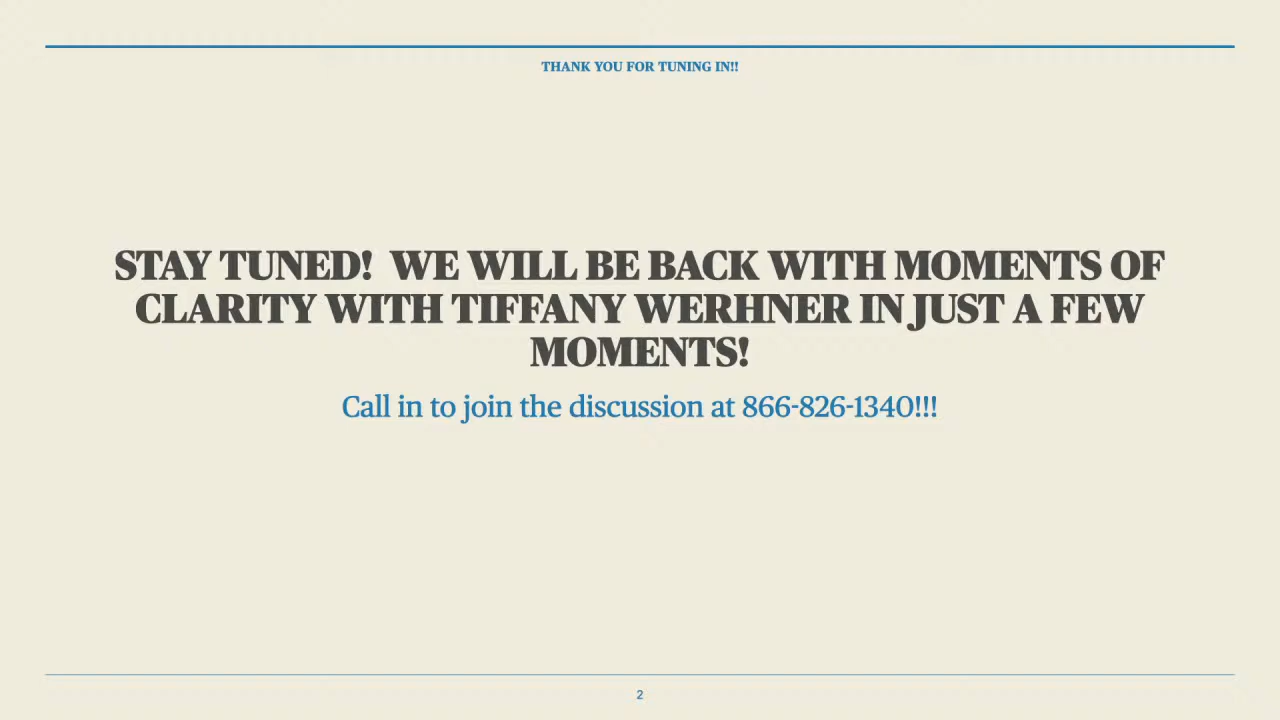 THANK YOU FOR TUNING IN!!
STAY TUNED!  WE WILL BE BACK WITH MOMENTS OF
CLARITY WITH TIFFANY WERHNER IN JUST A FEW
MOMENTS!
Call in to join the discussion at 866-826-1340!!!
2